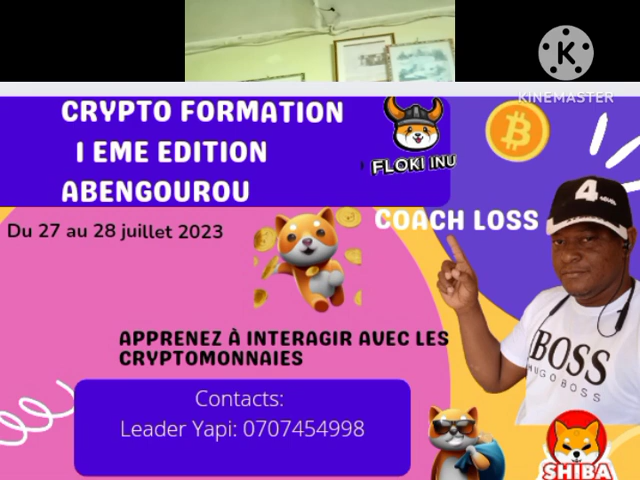 KINEMASTER
CRYPTO FORMATION
I EME EDITION
ABENGOUROU
FLOKI INU
COACH LOSS
Du 27 au 28 juillet 2023
4
APPRENEZ À INTERAGIR AVEC LES
CRYPTOMONNAIES
BOSS
HUGO BOSS
Contacts:
Leader Yapi: 0707454998
SHIBA